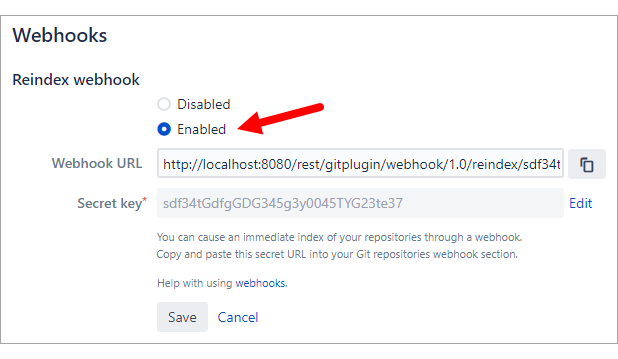 Webhooks
Reindex webhook
Disabled
Enabled
Webhook URL http://localhost:8080/rest/gitplugin/webhook/1.0/reindex/sdf34t
Secret key* sdf34tGdfgGDG345g3y0045TYG23te37 Edit
You can cause an immediate index of your repositories through a webhook.
Copy and paste this secret URL into your Git repositories webhook section.
Help with using webhooks.
Save Cancel